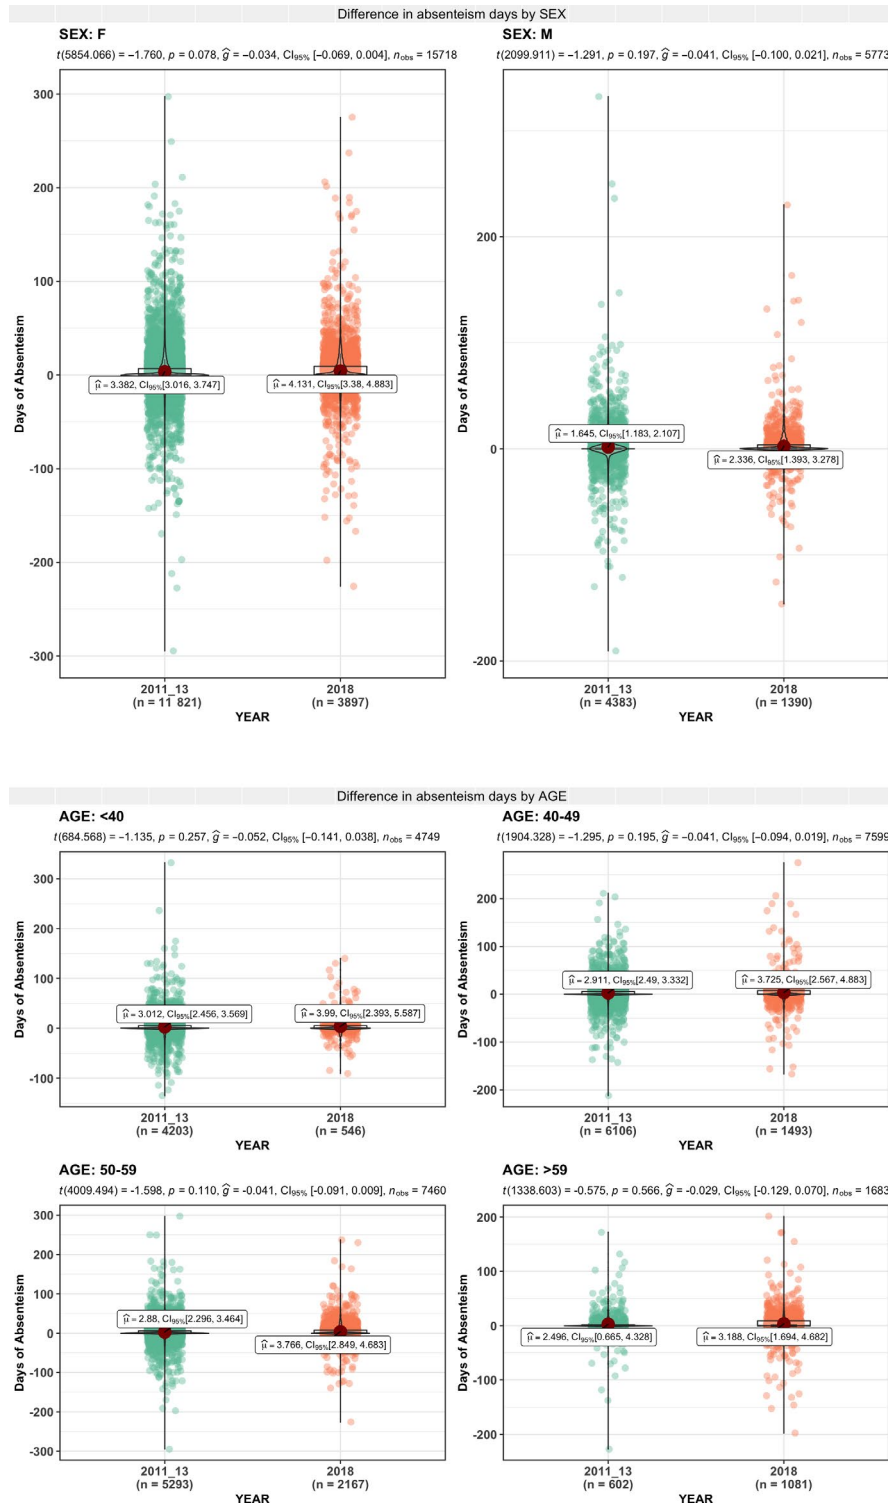 Difference in absenteism days by SEX
SEX: F
t(5854.066) = −1.760, p = 0.078, ĝ = −0.034, CI95% [−0.069, 0.004], nobs = 15718
Days of Absenteism
300
200
100
0
-100
-200
-300
μ̂ = 3.382, CI95%[3.016, 3.747]
μ̂ = 4.131, CI95%[3.38, 4.883]
2011_13
(n = 11 821)
2018
(n = 3897)
YEAR
SEX: M
t(2099.911) = −1.291, p = 0.197, ĝ = −0.041, CI95% [−0.100, 0.021], nobs = 5773
Days of Absenteism
200
0
-200
μ̂ = 1.645, CI95%[1.183, 2.107]
μ̂ = 2.336, CI95%[1.393, 3.278]
2011_13
(n = 4383)
2018
(n = 1390)
YEAR
Difference in absenteism days by AGE
AGE: <40
t(684.568) = −1.135, p = 0.257, ĝ = −0.052, CI95% [−0.141, 0.038], nobs = 4749
Days of Absenteism
300
200
100
0
-100
μ̂ = 3.012, CI95%[2.456, 3.569]
μ̂ = 3.99, CI95%[2.393, 5.587]
2011_13
(n = 4203)
2018
(n = 546)
YEAR
AGE: 40-49
t(1904.328) = −1.295, p = 0.195, ĝ = −0.041, CI95% [−0.094, 0.019], nobs = 7599
Days of Absenteism
200
100
0
-100
-200
μ̂ = 2.911, CI95%[2.49, 3.332]
μ̂ = 3.725, CI95%[2.567, 4.883]
2011_13
(n = 6106)
2018
(n = 1493)
YEAR
AGE: 50-59
t(4009.494) = −1.598, p = 0.110, ĝ = −0.041, CI95% [−0.091, 0.009], nobs = 7460
Days of Absenteism
300
200
100
0
-100
-200
-300
μ̂ = 2.88, CI95%[2.296, 3.464]
μ̂ = 3.766, CI95%[2.849, 4.683]
2011_13
(n = 5293)
2018
(n = 2167)
YEAR
AGE: >59
t(1338.603) = −0.575, p = 0.566, ĝ = −0.029, CI95% [−0.129, 0.070], nobs = 1683
Days of Absenteism
200
100
0
-100
-200
μ̂ = 2.496, CI95%[0.665, 4.328]
μ̂ = 3.188, CI95%[1.694, 4.682]
2011_13
(n = 602)
2018
(n = 1081)
YEAR